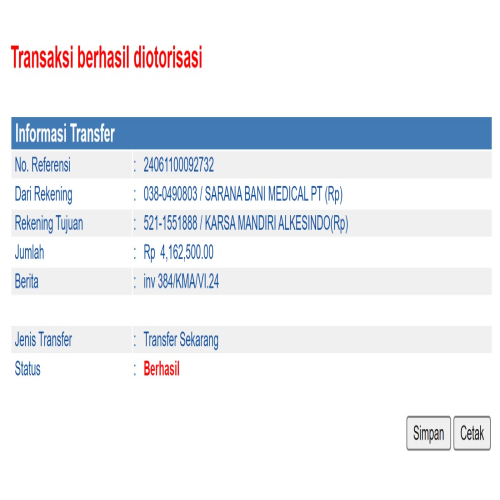 Transaksi berhasil diotorisasi
Informasi Transfer
No. Referensi : 24061100092732
Dari Rekening : 038-0490803 / SARANA BANI MEDICAL PT (Rp)
Rekening Tujuan : 521-1551888 / KARSA MANDIRI ALKESINDO(Rp)
Jumlah : Rp 4,162,500.00
Berita : inv 384/KMA/VI.24
Jenis Transfer : Transfer Sekarang
Status : Berhasil
Simpan Cetak